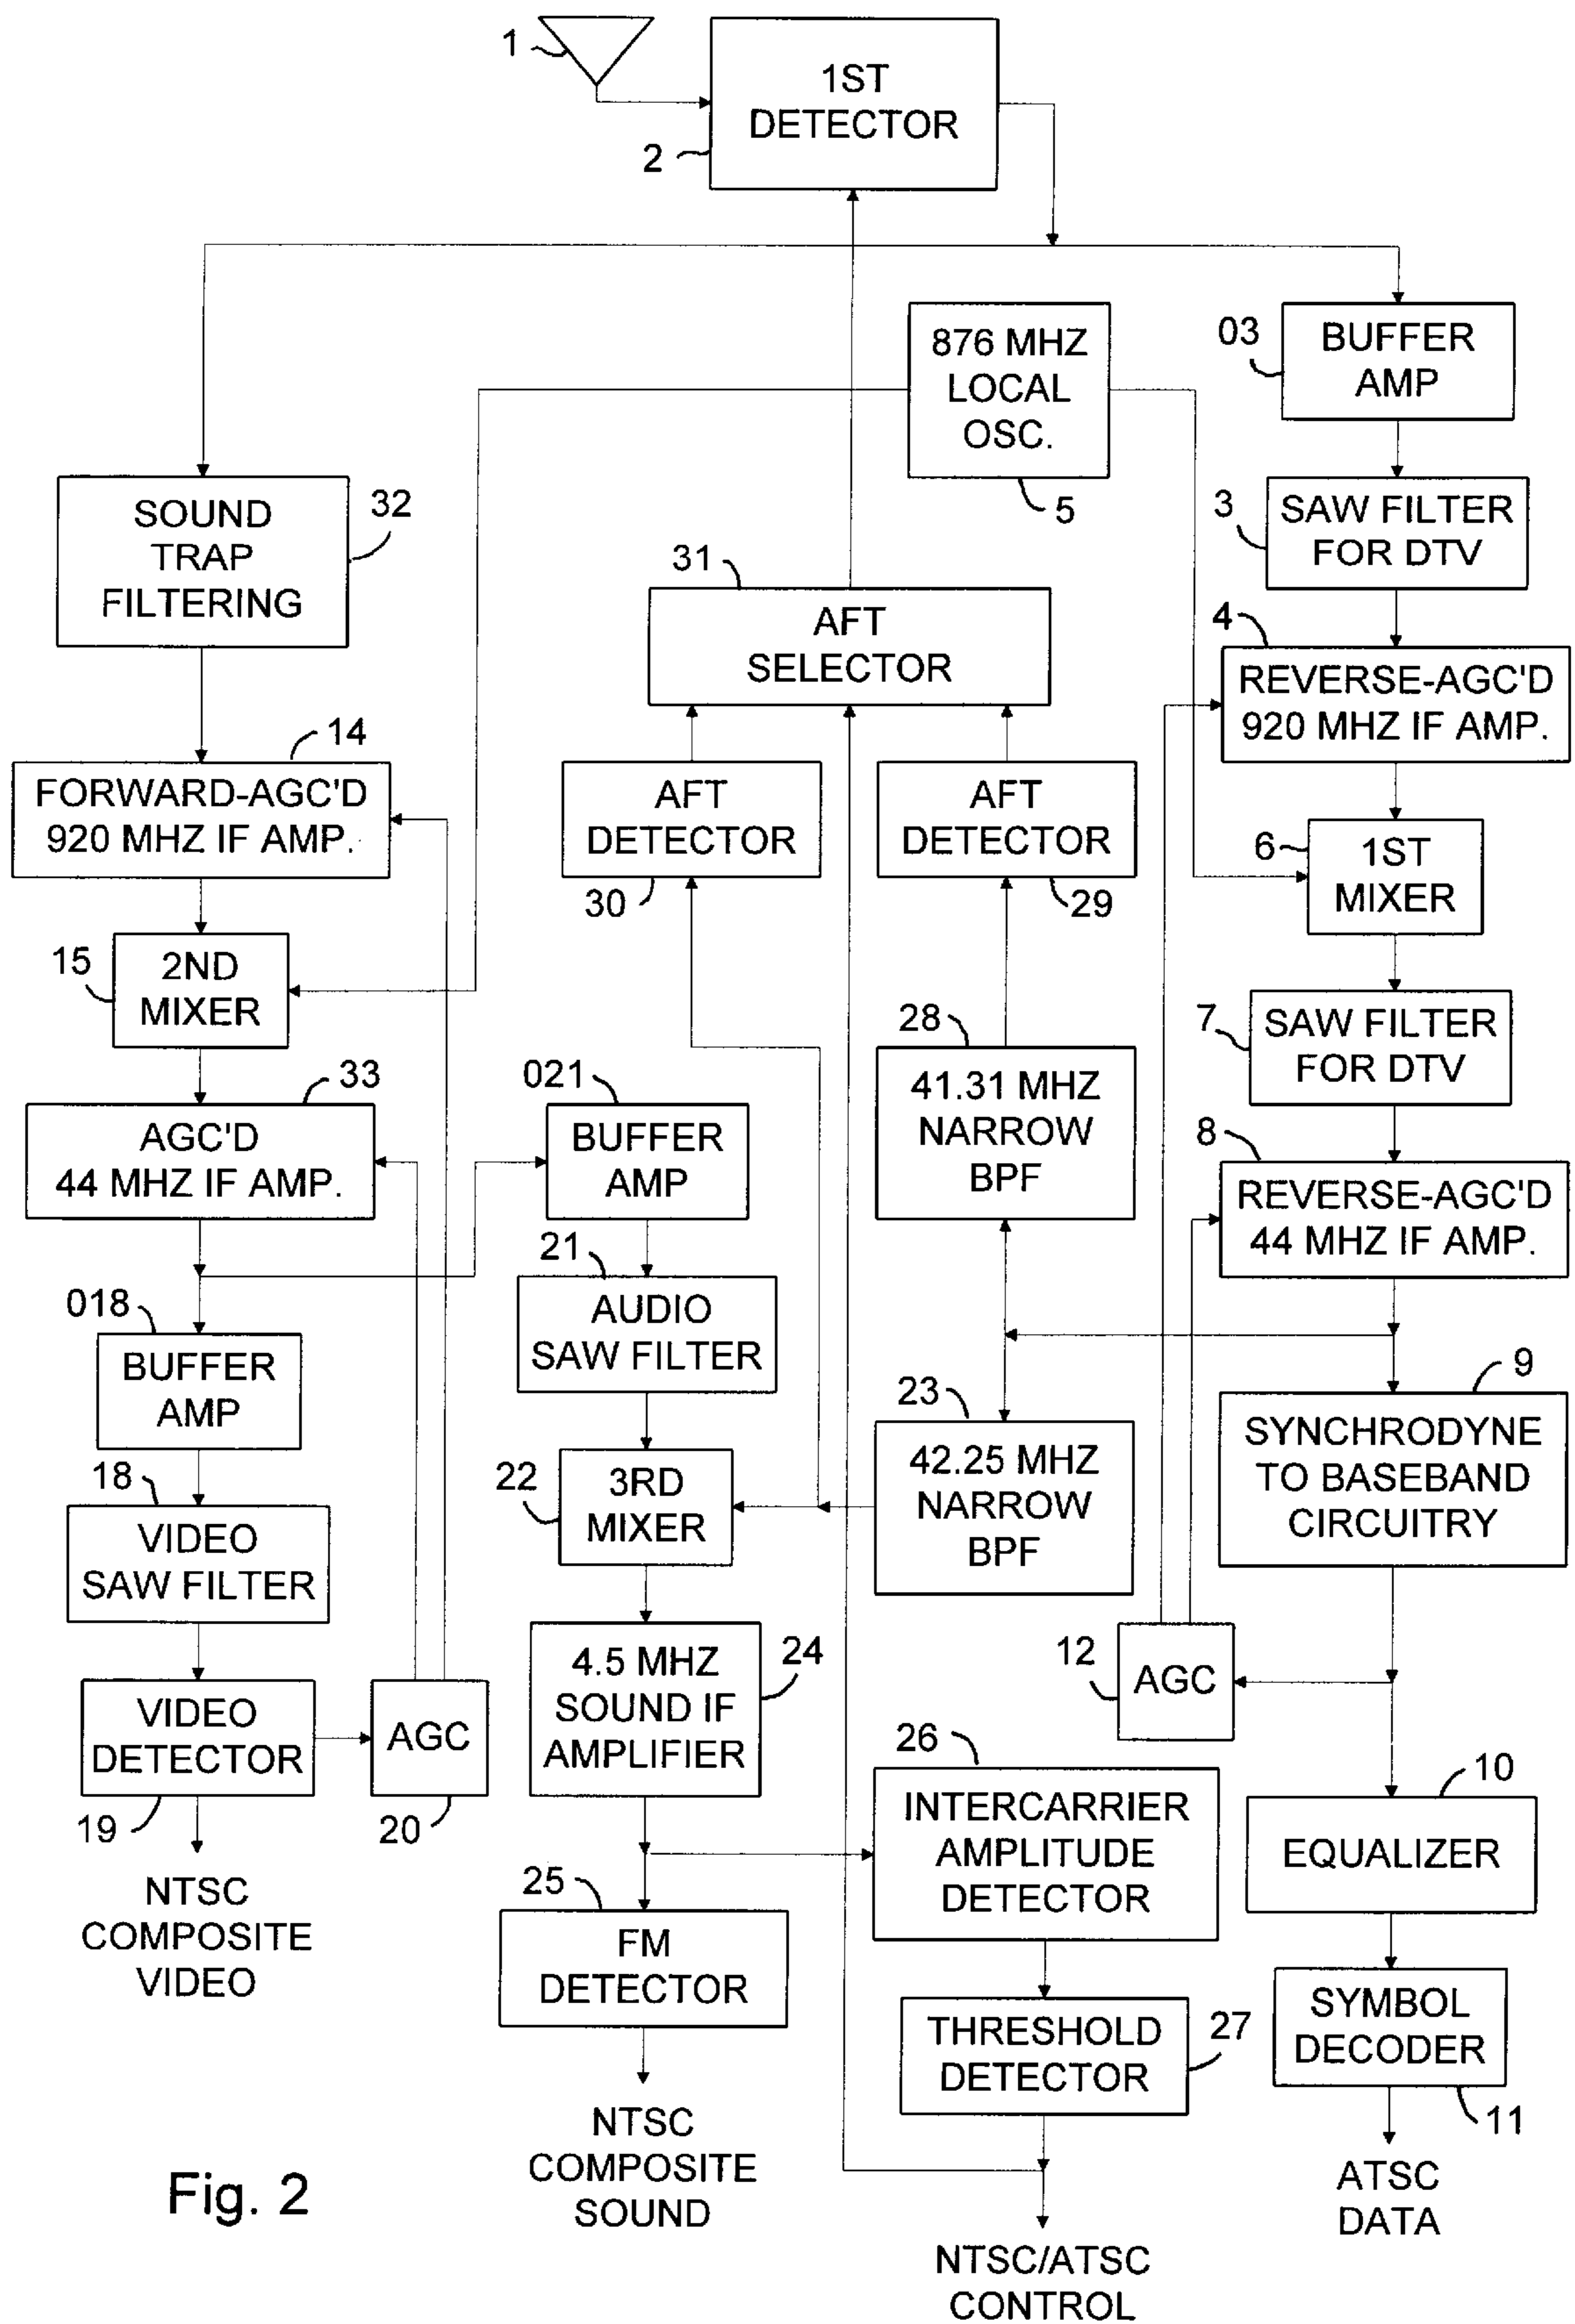 1
1ST
DETECTOR
2
876 MHZ
LOCAL
OSC.
5
03
BUFFER
AMP
SOUND
TRAP
FILTERING
32
3
SAW FILTER
FOR DTV
31
AFT
SELECTOR
4
REVERSE-AGC'D
920 MHZ IF AMP.
14
FORWARD-AGC'D
920 MHZ IF AMP.
AFT
DETECTOR
30
AFT
DETECTOR
29
6
1ST
MIXER
15
2ND
MIXER
28
41.31 MHZ
NARROW
BPF
7
SAW FILTER
FOR DTV
33
AGC'D
44 MHZ IF AMP.
021
BUFFER
AMP
8
REVERSE-AGC'D
44 MHZ IF AMP.
21
AUDIO
SAW FILTER
018
BUFFER
AMP
23
42.25 MHZ
NARROW
BPF
9
SYNCHRODYNE
TO BASEBAND
CIRCUITRY
22
3RD
MIXER
18
VIDEO
SAW FILTER
24
4.5 MHZ
SOUND IF
AMPLIFIER
12
AGC
VIDEO
DETECTOR
19
AGC
20
26
INTERCARRIER
AMPLITUDE
DETECTOR
10
EQUALIZER
NTSC
COMPOSITE
VIDEO
25
FM
DETECTOR
THRESHOLD
DETECTOR
27
SYMBOL
DECODER
11
NTSC
COMPOSITE
SOUND
ATSC
DATA
Fig. 2
NTSC/ATSC
CONTROL